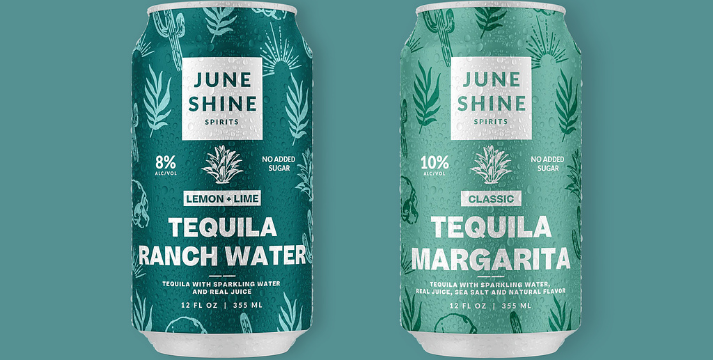 JUNE
SHINE
SPIRITS
8%
ALC/VOL
NO ADDED
SUGAR
LEMON + LIME
TEQUILA
RANCH WATER
TEQUILA WITH SPARKLING WATER
AND REAL JUICE
12 FL OZ | 355 ML
JUNE
SHINE
SPIRITS
10%
ALC/VOL
NO ADDED
SUGAR
CLASSIC
TEQUILA
MARGARITA
TEQUILA WITH SPARKLING WATER,
REAL JUICE, SEA SALT AND NATURAL FLAVOR
12 FL OZ | 355 ML